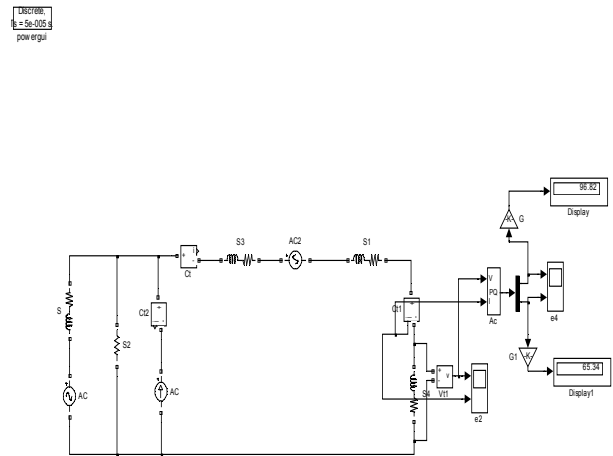 Discrete,
Ts = 5e-005 s.
powergui
96.82
Display
-K-
G
S3
AC2
S1
i
+
-
Ct
V
PQ
I
Ac
e4
S
Ct2
Ct1
S2
G1
-K-
65.34
Display1
AC
AC
S4
+
-
v
Vt1
e2